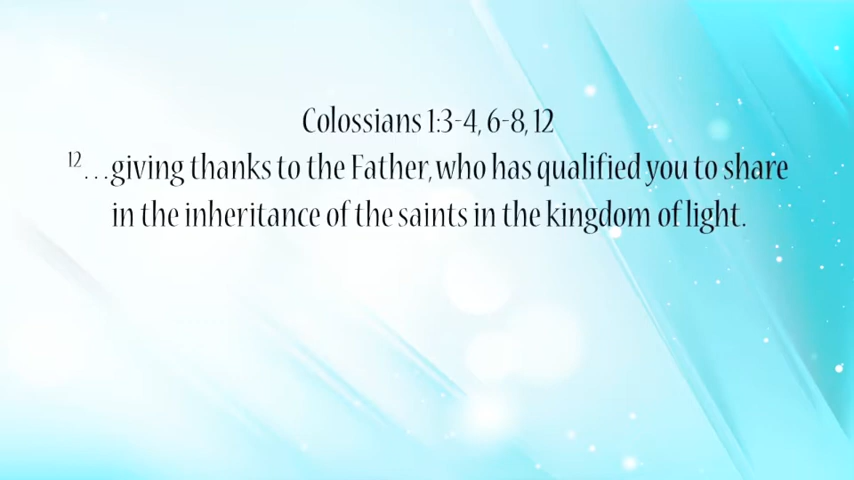 Colossians 1:3-4, 6-8, 12
12...giving thanks to the Father, who has qualified you to share
in the inheritance of the saints in the kingdom of light.